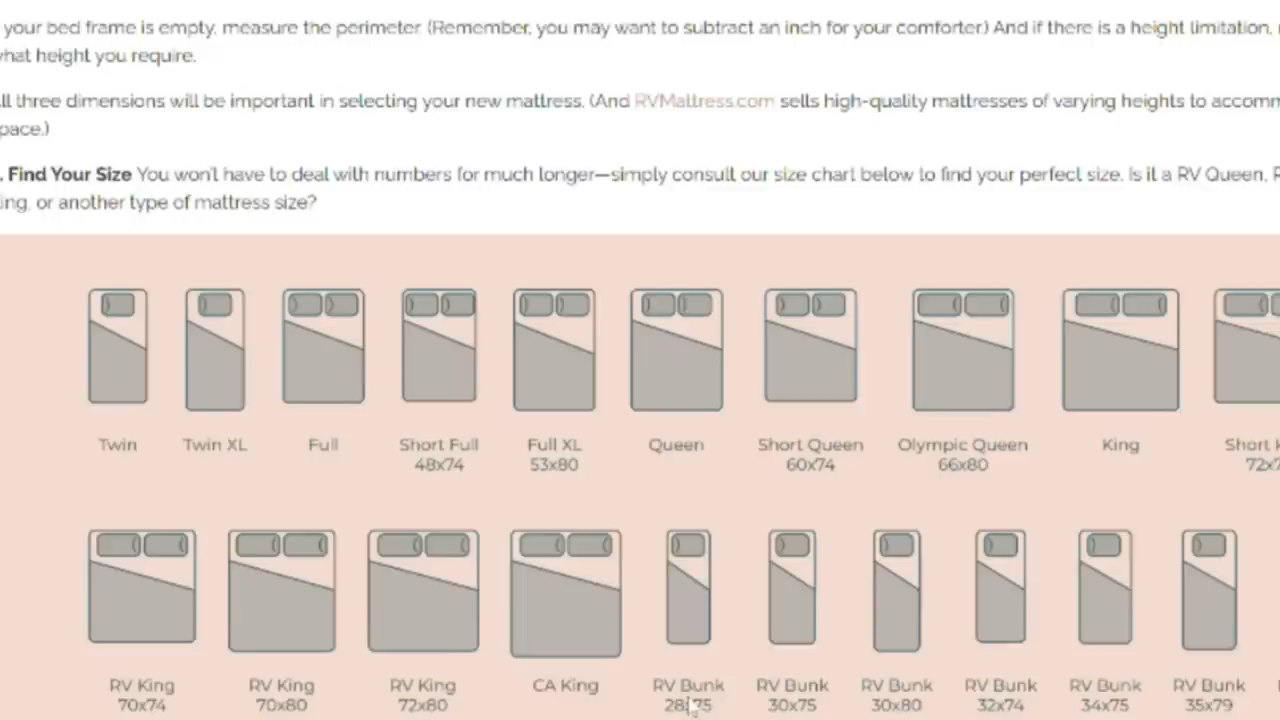 your bed frame is empty, measure the perimeter. (Remember, you may want to subtract an inch for your comforter.) And if there is a height limitation,
what height you require.
ll three dimensions will be important in selecting your new mattress. (And RVMattress.com sells high-quality mattresses of varying heights to accomm
pace.)
. Find Your Size You won't have to deal with numbers for much longer—simply consult our size chart below to find your perfect size. Is it a RV Queen, R
ing, or another type of mattress size?
Twin Twin XL Full Short Full Full XL Queen Short Queen Olympic Queen King Short
48x74 53x80 60x74 66x80 72x7
RV King RV King RV King CA King RV Bunk RV Bunk RV Bunk RV Bunk RV Bunk RV Bunk
70x74 70x80 72x80 28x75 30x75 30x80 32x74 34x75 35x79